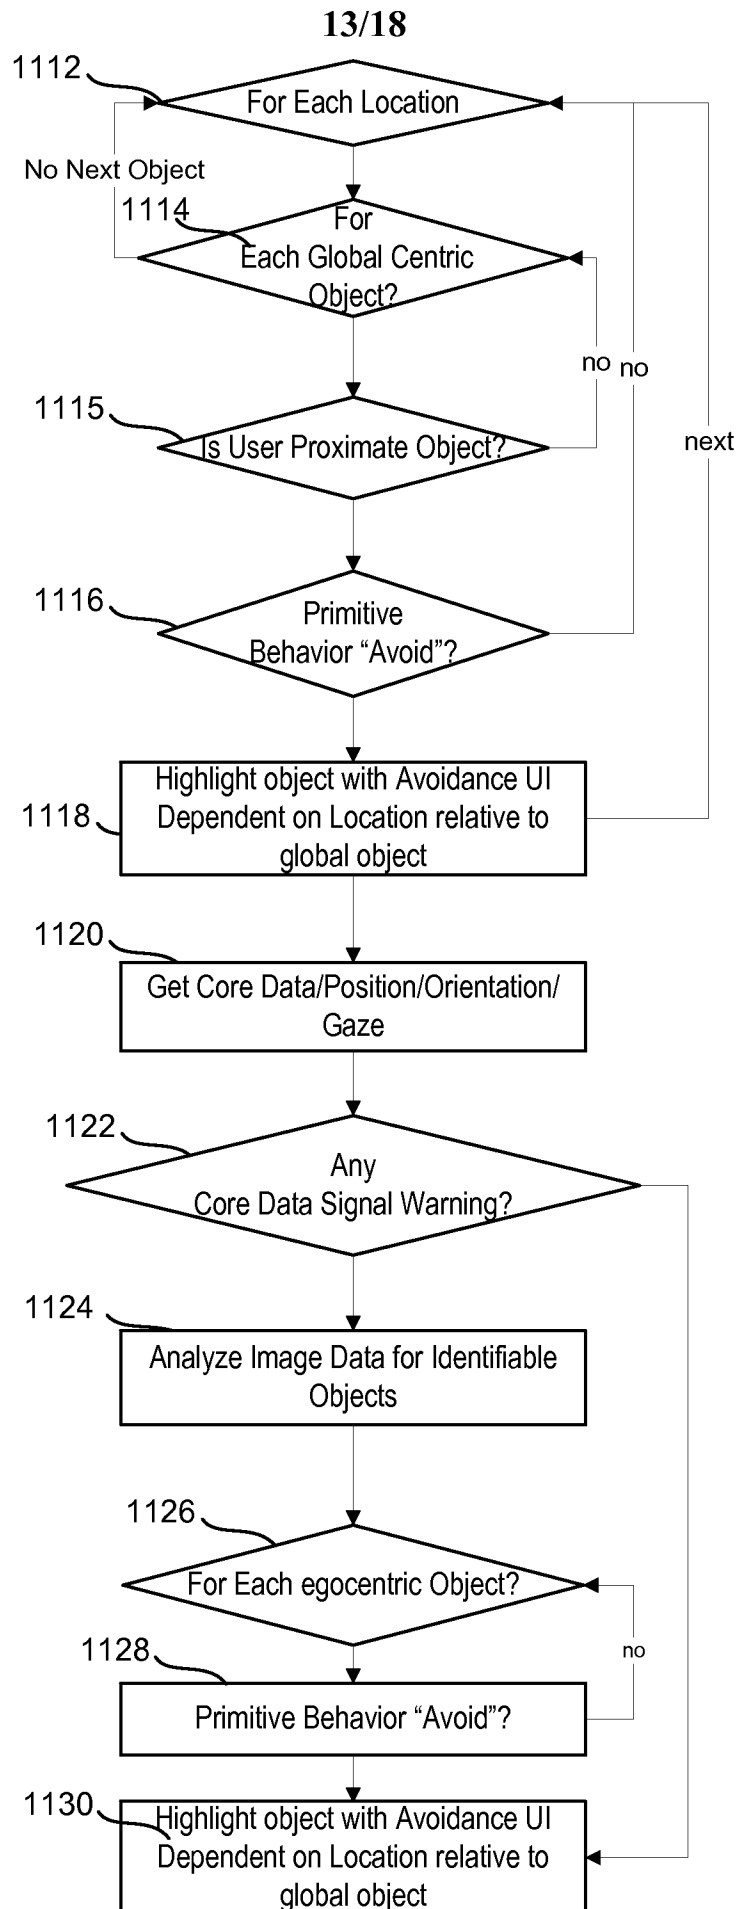 13/18
1112
For Each Location
No Next Object
1114
For
Each Global Centric
Object?
no
no
1115
Is User Proximate Object?
next
1116
Primitive
Behavior “Avoid”?
Highlight object with Avoidance UI
1118
Dependent on Location relative to
global object
1120
Get Core Data/Position/Orientation/
Gaze
1122
Any
Core Data Signal Warning?
1124
Analyze Image Data for Identifiable
Objects
1126
For Each egocentric Object?
1128
no
Primitive Behavior “Avoid”?
1130
Highlight object with Avoidance UI
Dependent on Location relative to
global object